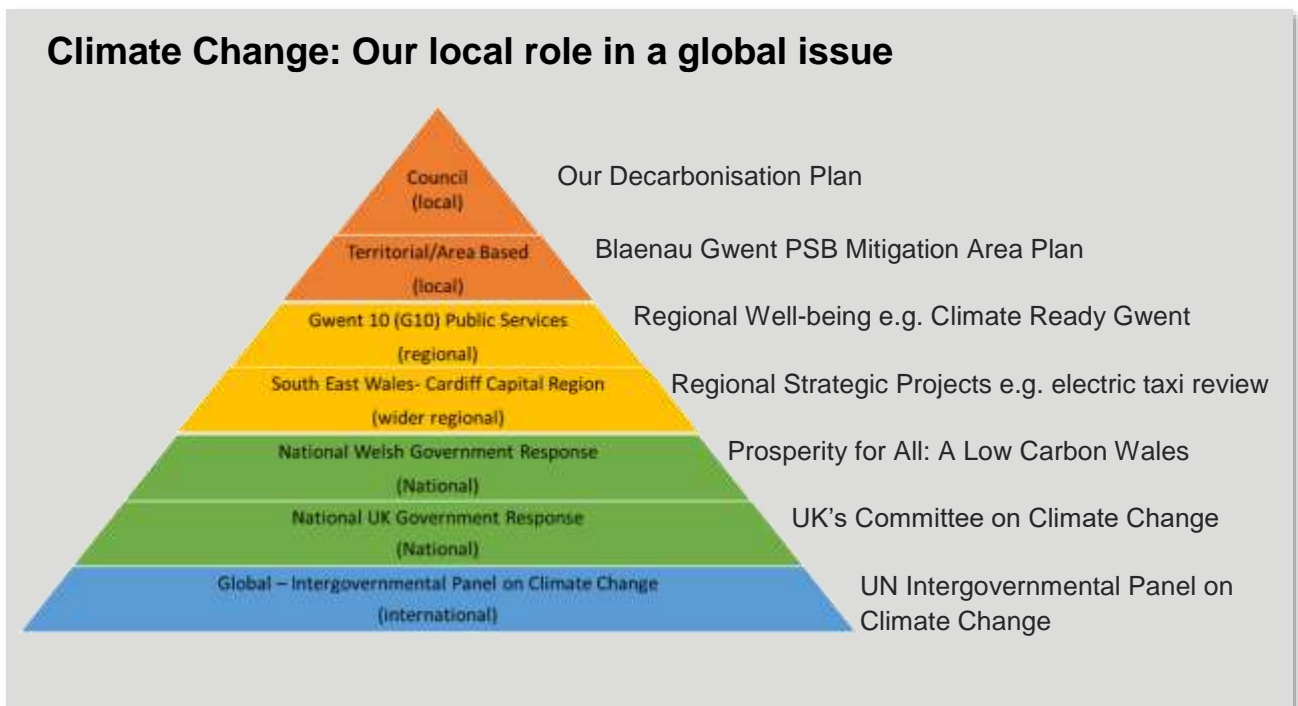 Climate Change: Our local role in a global issue
Council
(local)
Our Decarbonisation Plan
Territorial/Area Based
(local)
Blaenau Gwent PSB Mitigation Area Plan
Gwent 10 (G10) Public Services
(regional)
Regional Well-being e.g. Climate Ready Gwent
South East Wales- Cardiff Capital Region
(wider regional)
Regional Strategic Projects e.g. electric taxi review
National Welsh Government Response
(National)
Prosperity for All: A Low Carbon Wales
National UK Government Response
(National)
UK's Committee on Climate Change
Global – Intergovernmental Panel on Climate Change
(international)
UN Intergovernmental Panel on
Climate Change